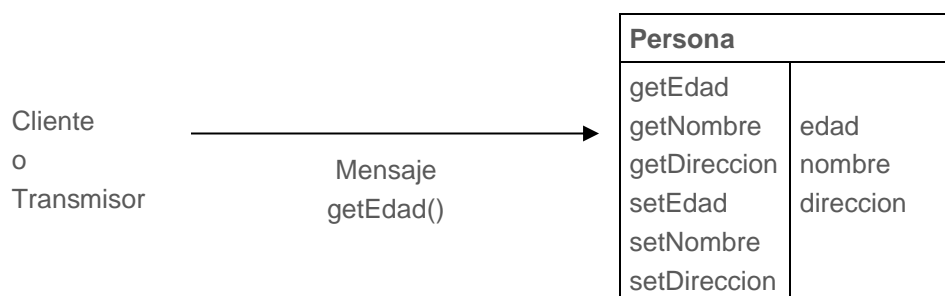 Persona
getEdad
getNombre
getDireccion
setEdad
setNombre
setDireccion
edad
nombre
direccion
Cliente
o
Transmisor
Mensaje
getEdad()